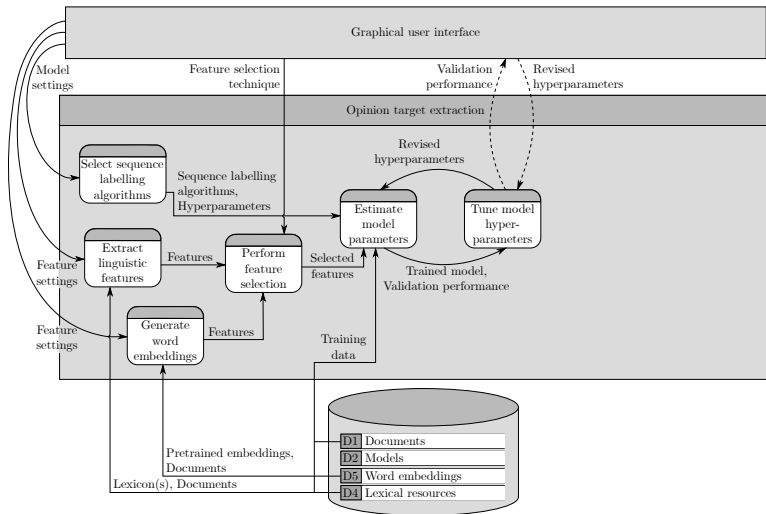 Graphical user interface
Model
settings
Feature selection
technique
Validation
performance
Revised
hyperparameters
Opinion target extraction
Select sequence
labelling
algorithms
Sequence labelling
algorithms,
Hyperparameters
Revised
hyperparameters
Estimate
model
parameters
Tune model
hyper-
parameters
Extract
linguistic
features
Features
Perform
feature
selection
Selected
features
Trained model,
Validation performance
Feature
settings
Generate
word
embeddings
Features
Feature
settings
Training
data
Pretrained embeddings,
Documents
Lexicon(s), Documents
D1 Documents
D2 Models
D5 Word embeddings
D4 Lexical resources